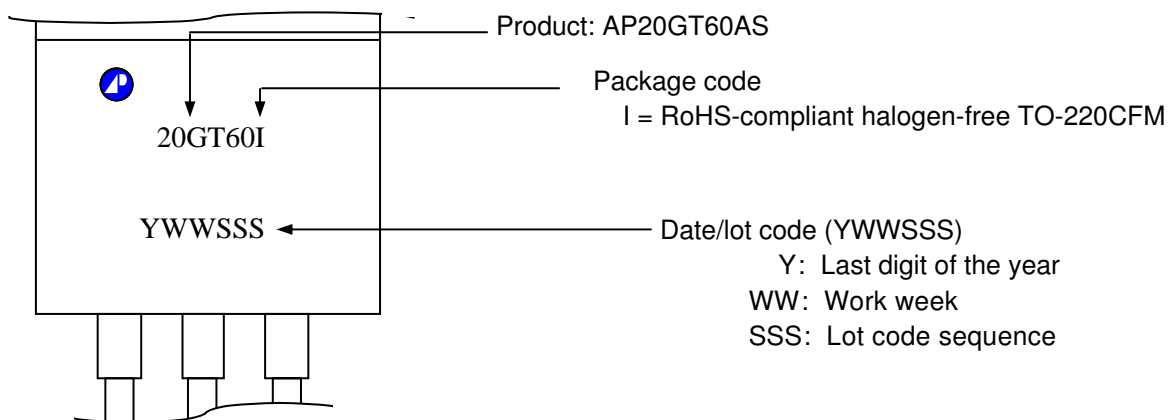 Product: AP20GT60AS
Package code
I = RoHS-compliant halogen-free TO-220CFM
AP
20GT60I
YWWSSS
Date/lot code (YWWSSS)
Y: Last digit of the year
WW: Work week
SSS: Lot code sequence